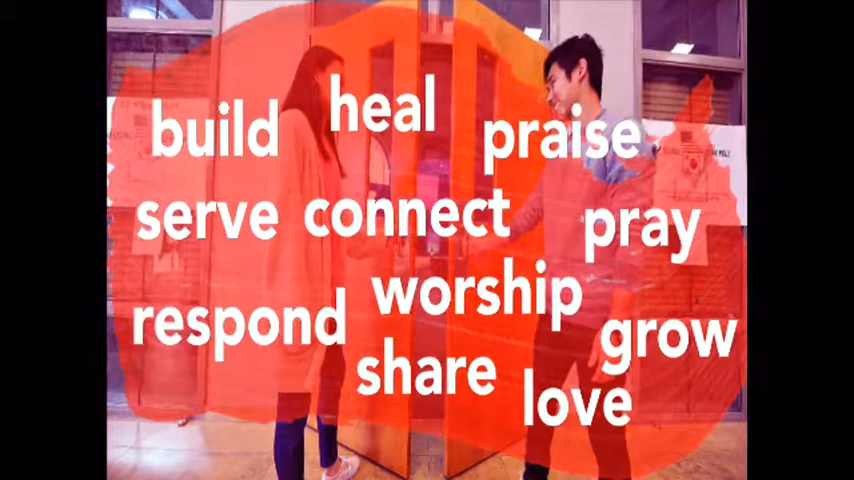 build heal praise
serve connect pray
respond worship grow
share love